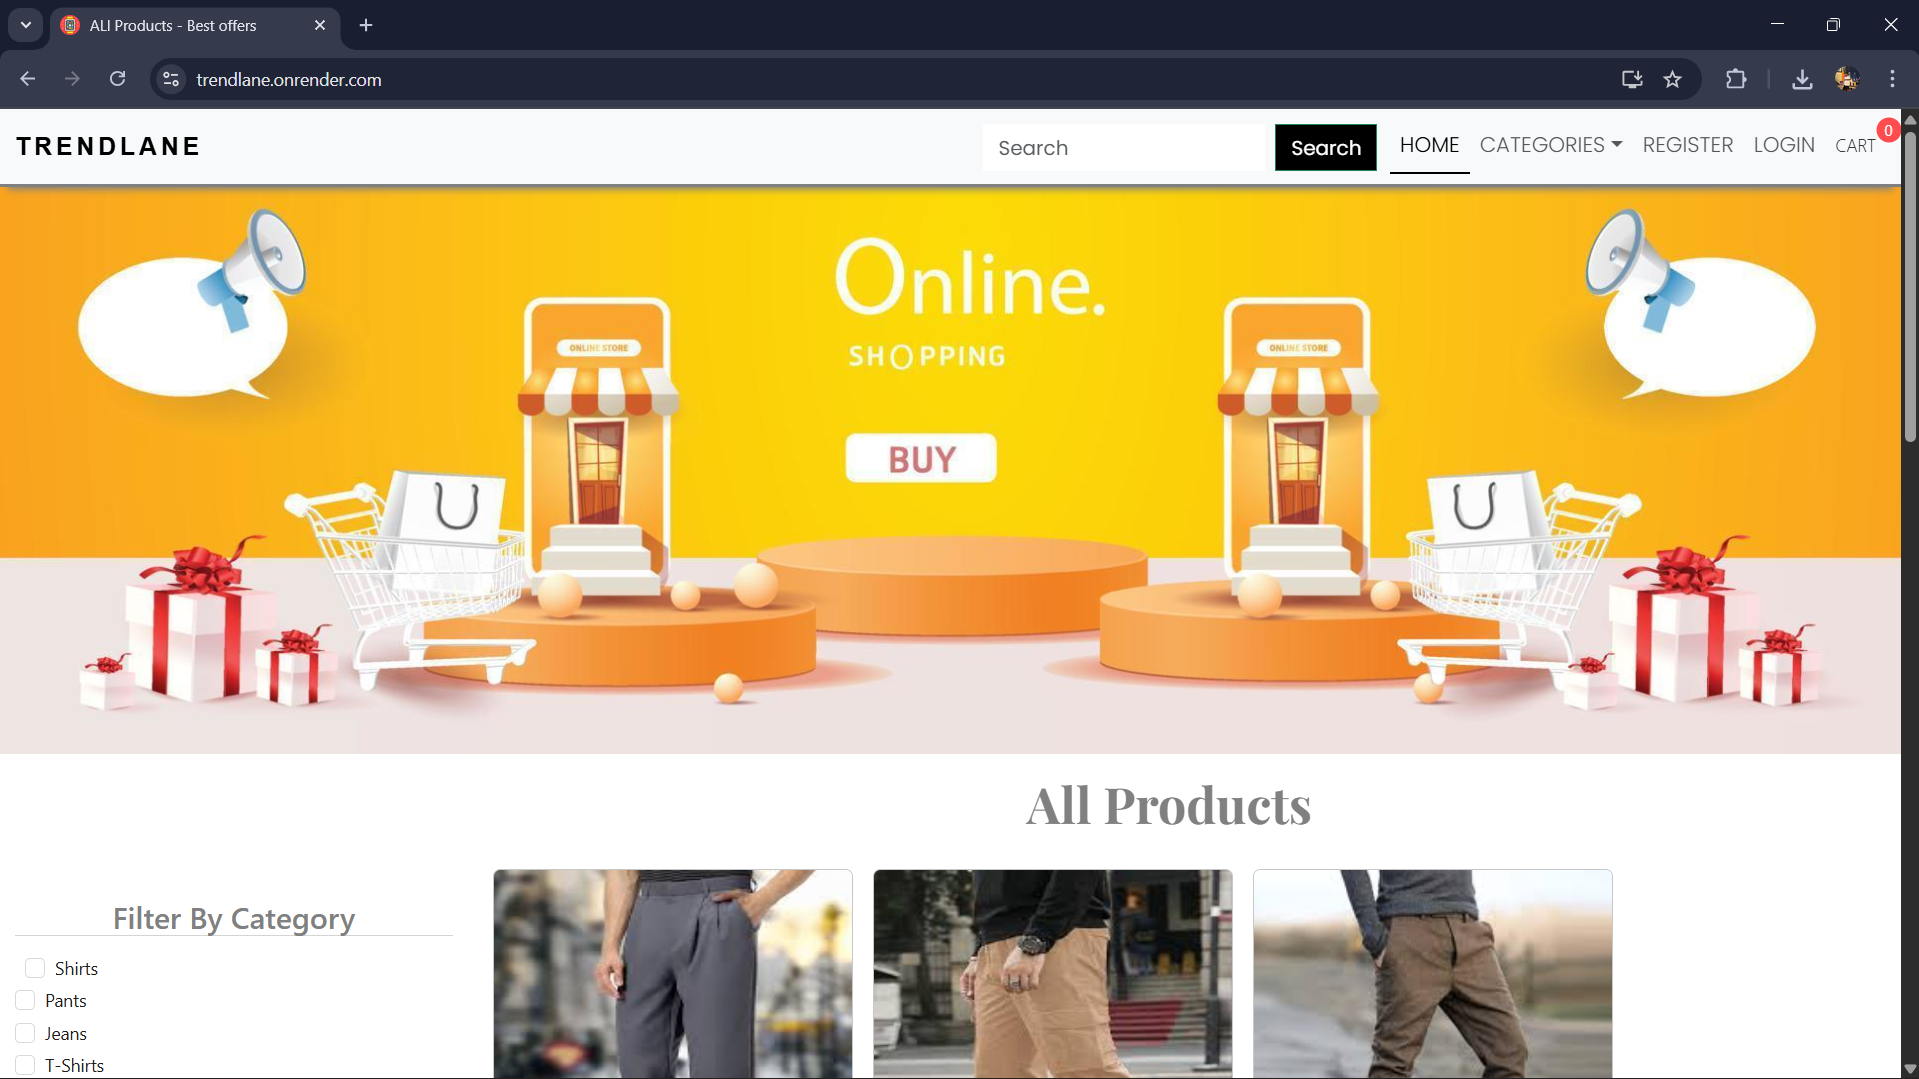 ALl Products - Best offers
trendlane.onrender.com
TRENDLANE
Search
Search
HOME
CATEGORIES
REGISTER
LOGIN
CART
0
Online.
SHOPPING
ONLINE STORE
ONLINE STORE
BUY
All Products
Filter By Category
Shirts
Pants
Jeans
T-Shirts